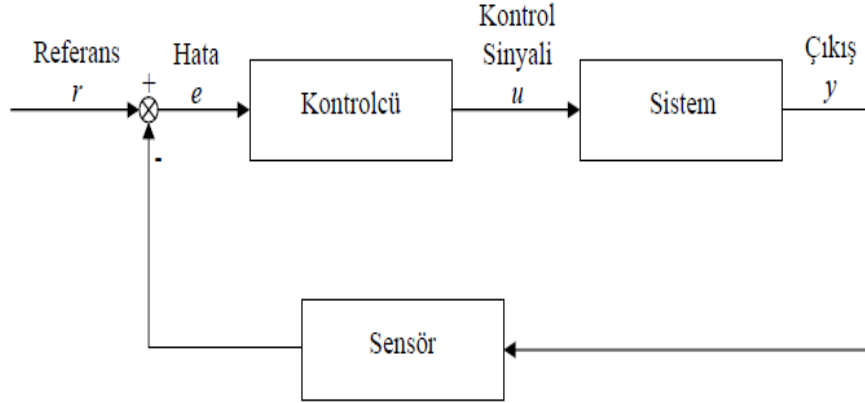 Referans
r
+
-
Hata
e
Kontrolcü
Kontrol
Sinyali
u
Sistem
Çıkış
y
Sensör